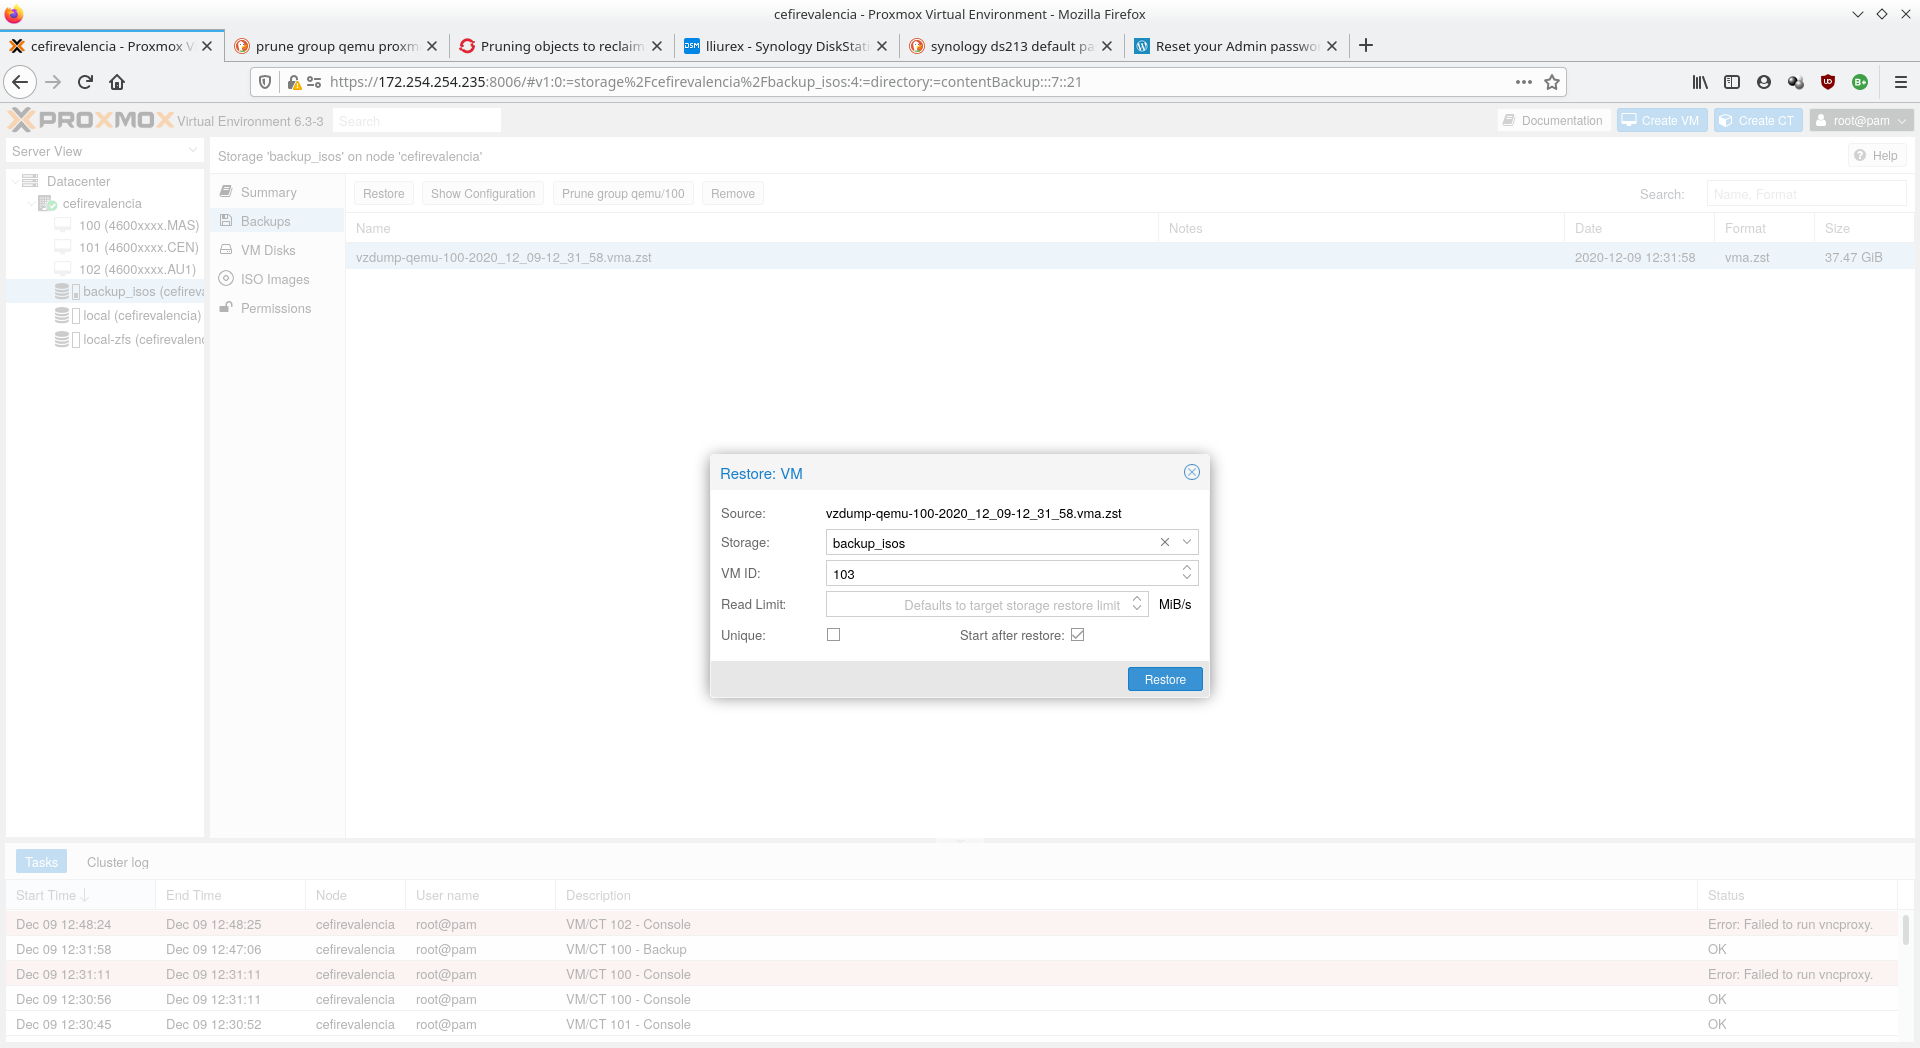 cefirevalencia - Proxmox Virtual Environment - Mozilla Firefox
cefirevalencia - Proxmox V
prune group qemu proxm
Pruning objects to reclaim
DSM lliurex - Synology DiskStat
synology ds213 default pa
Reset your Admin passwo
https://172.254.254.235:8006/#v1:0:=storage%2Fcefirevalencia%2Fbackup_isos:4:=directory:=contentBackup:::7::21
PROXMOX Virtual Environment 6.3-3 Search Documentation Create VM Create CT root@pam
Server View
Storage 'backup_isos' on node 'cefirevalencia' Help
Datacenter
cefirevalencia
100 (4600xxxx.MAS)
101 (4600xxxx.CEN)
102 (4600xxxx.AU1)
backup_isos (cefireva
local (cefirevalencia)
local-zfs (cefirevalenc
Summary
Backups
VM Disks
ISO Images
Permissions
Restore Show Configuration Prune group qemu/100 Remove Search: Name, Format
Name Notes Date Format Size
vzdump-qemu-100-2020_12_09-12_31_58.vma.zst 2020-12-09 12:31:58 vma.zst 37.47 GiB
Restore: VM
Source: vzdump-qemu-100-2020_12_09-12_31_58.vma.zst
Storage: backup_isos
VM ID: 103
Read Limit: Defaults to target storage restore limit MiB/s
Unique: Start after restore:
Restore
Tasks Cluster log
Start Time End Time Node User name Description Status
Dec 09 12:48:24 Dec 09 12:48:25 cefirevalencia root@pam VM/CT 102 - Console Error: Failed to run vncproxy.
Dec 09 12:31:58 Dec 09 12:47:06 cefirevalencia root@pam VM/CT 100 - Backup OK
Dec 09 12:31:11 Dec 09 12:31:11 cefirevalencia root@pam VM/CT 100 - Console Error: Failed to run vncproxy.
Dec 09 12:30:56 Dec 09 12:31:11 cefirevalencia root@pam VM/CT 100 - Console OK
Dec 09 12:30:45 Dec 09 12:30:52 cefirevalencia root@pam VM/CT 101 - Console OK